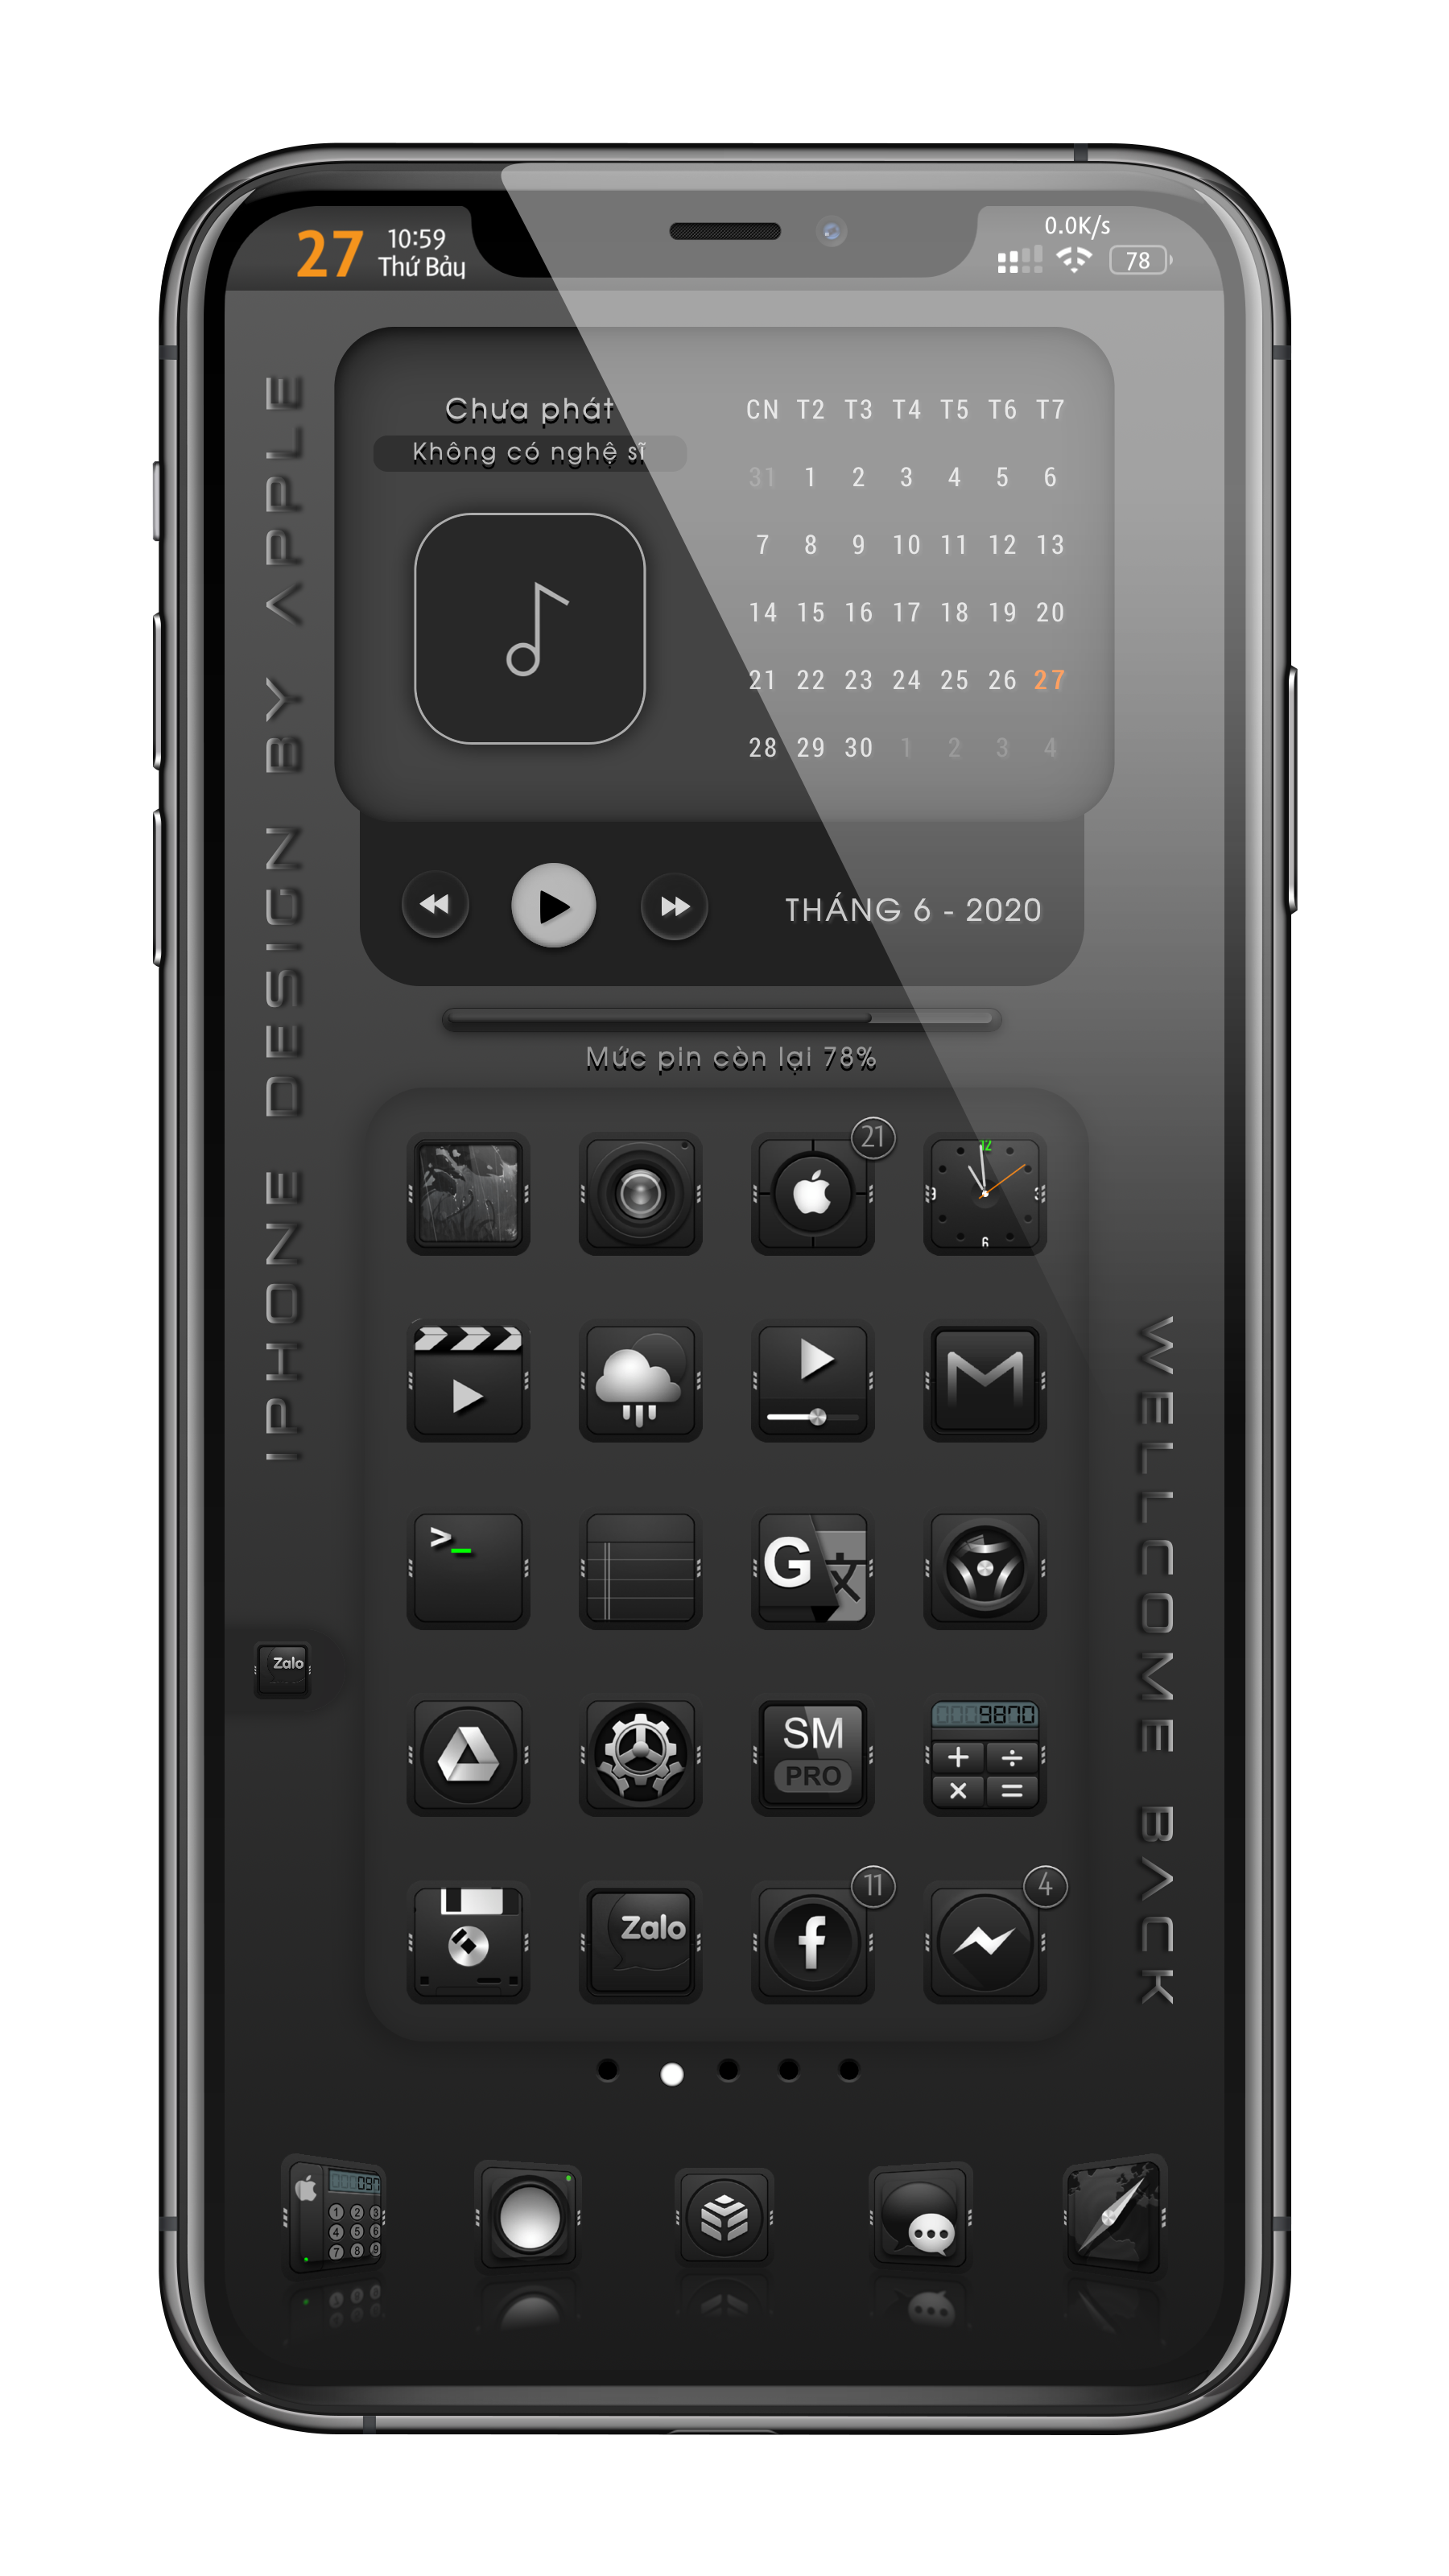 27
10:59
Thứ Bảy
0.0K/s
78
IPHONE DESIGN BY APPLE
Chưa phát
Không có nghệ sĩ
CN T2 T3 T4 T5 T6 T7
31 1 2 3 4 5 6
7 8 9 10 11 12 13
14 15 16 17 18 19 20
21 22 23 24 25 26 27
28 29 30 1 2 3 4
THÁNG 6 - 2020
Mức pin còn lại 78%
21
12
3
6
9
WELLCOME BACK
>_
G 文
Zalo
SM
PRO
0009870
+ ÷
× =
Zalo
f
11
4
000097
1 2 3
4 5 6
7 8 9